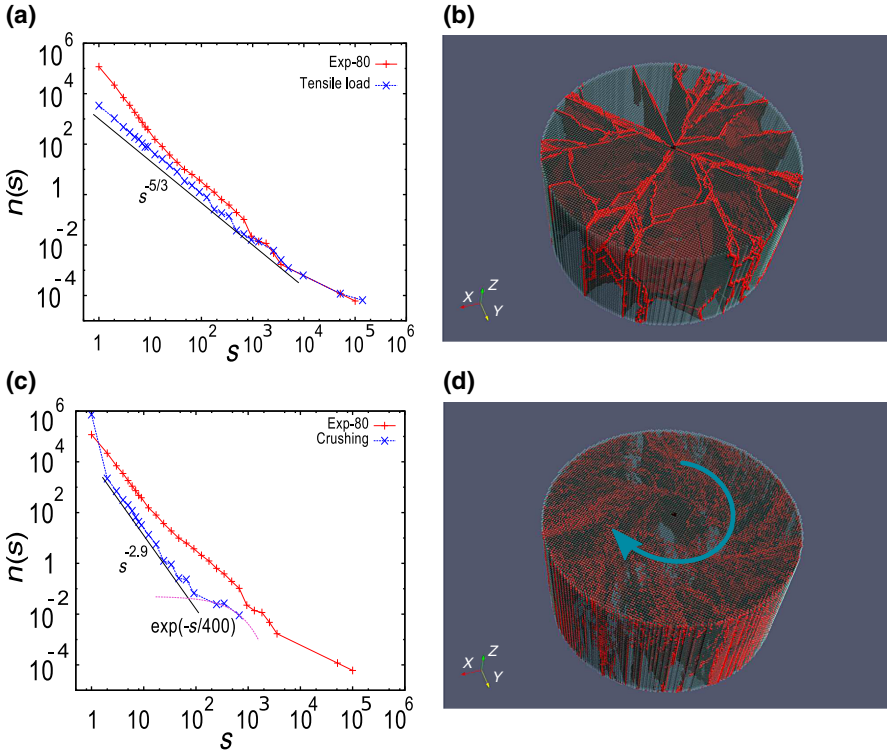 (a)
10^6
10^4
10^2
1
10^-2
10^-4
n(s)
Exp-80
Tensile load
s^-5/3
1 10 10^2 10^3 10^4 10^5 10^6
s
(b)
X Z Y
(c)
10^6
10^4
10^2
1
10^-2
10^-4
n(s)
Exp-80
Crushing
s^-2.9
exp(-s/400)
1 10 10^2 10^3 10^4 10^5 10^6
s
(d)
X Z Y